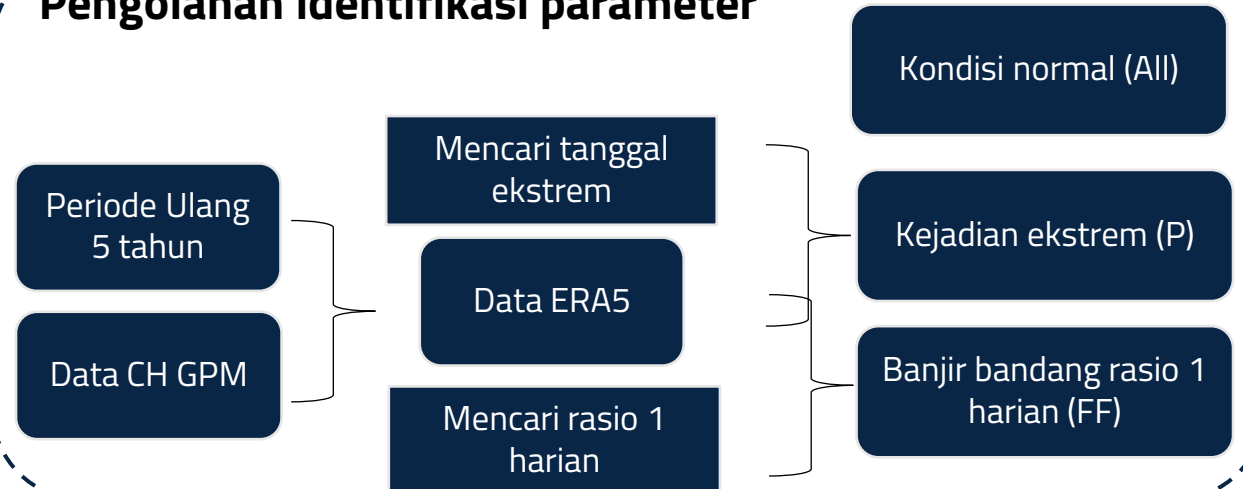 Pengolahan identifikasi parameter
Kondisi normal (All)
Mencari tanggal
ekstrem
Periode Ulang
5 tahun
Kejadian ekstrem (P)
Data ERA5
Data CH GPM
Banjir bandang rasio 1
harian (FF)
Mencari rasio 1
harian